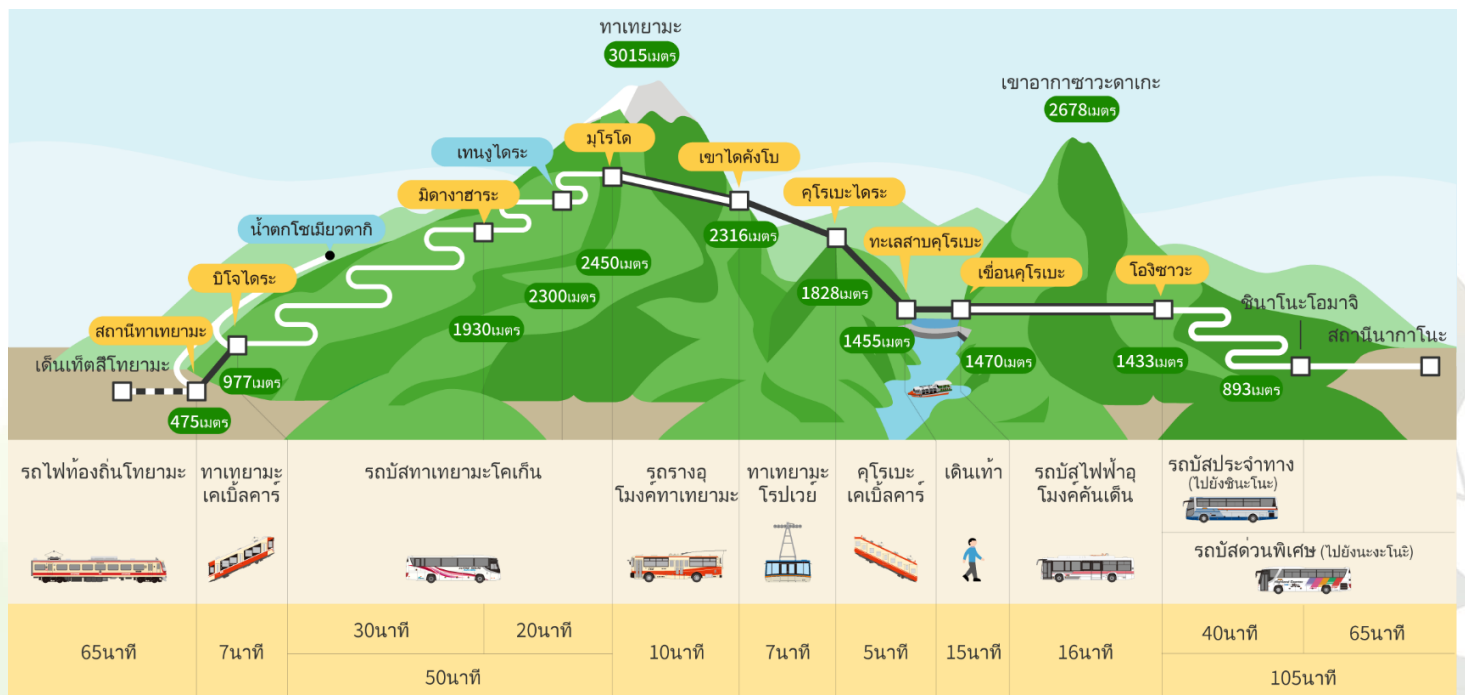 ทาเทยามะ
3015เมตร
เขาอากาซาวะดาเกะ
2678เมตร
มุโรโด
เทนงูไดระ
เขาไดคังโบ
มิดางาฮาระ
คุโรเบะไดระ
น้ำตกโชเมียวดากิ
2316เมตร
ทะเลสาบคุโรเบะ
2450เมตร
เขื่อนคุโรเบะ
โองิซาวะ
บิโจไดระ
2300เมตร
1828เมตร
ชินาโนะโอมาจิ
สถานีทาเทยามะ
1930เมตร
1455เมตร
สถานีนากาโนะ
เด็นเท็ตสึโทยามะ
977เมตร
1470เมตร
1433เมตร
893เมตร
475เมตร
รถไฟท้องถิ่นโทยามะ
ทาเทยามะ
เคเบิ้ลคาร์
รถบัสทาเทยามะโคเก็น
รถรางอุ
โมงค์ทาเทยามะ
ทาเทยามะ
โรปเวย
คุโรเบะ
เคเบิ้ลคาร์
เดินเท้า
รถบัสไฟฟ้าอุ
โมงค์คันเด็น
รถบัสประจำทาง
(ไปยังชินะโนะ)
รถบัสด่วนพิเศษ (ไปยังนะงะโนะ)
65นาที
7นาที
30นาที
20นาที
50นาที
10นาที
7นาที
5นาที
15นาที
16นาที
40นาที
65นาที
105นาที